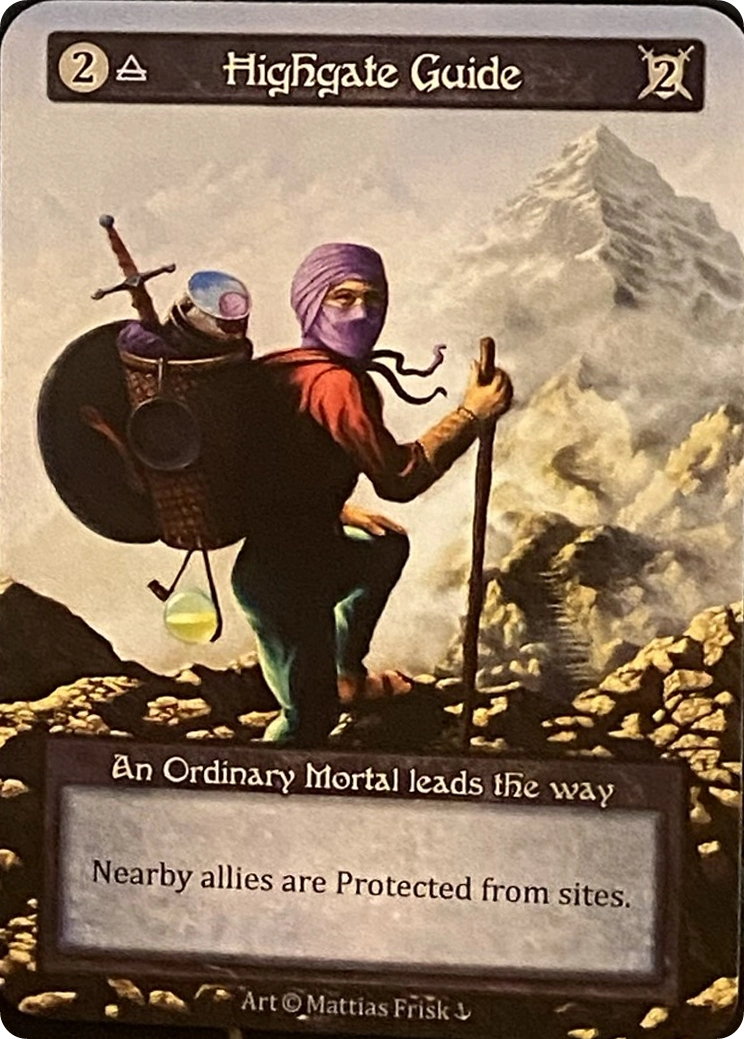 2 Highgate Guide 2
An Ordinary Mortal leads the way
Nearby allies are Protected from sites.
Art © Mattias Frisk